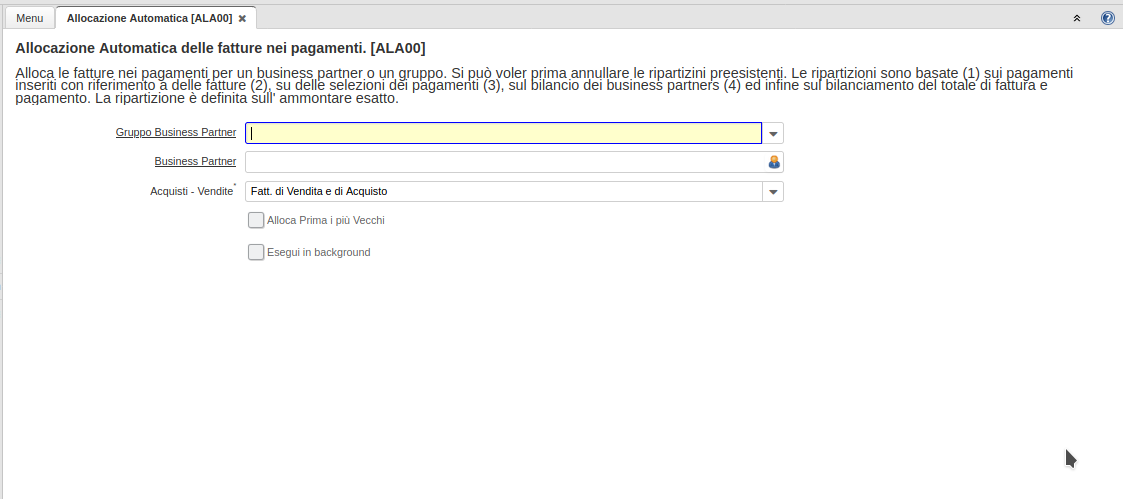 Menu
Allocazione Automatica [ALA00]
Allocazione Automatica delle fatture nei pagamenti. [ALA00]
Alloca le fatture nei pagamenti per un business partner o un gruppo. Si può voler prima annullare le ripartizini preesistenti. Le ripartizioni sono basate (1) sui pagamenti
inseriti con riferimento a delle fatture (2), su delle selezioni dei pagamenti (3), sul bilancio dei business partners (4) ed infine sul bilanciamento del totale di fattura e
pagamento. La ripartizione è definita sull' ammontare esatto.
Gruppo Business Partner
Business Partner
Acquisti - Vendite*
Fatt. di Vendita e di Acquisto
Alloca Prima i più Vecchi
Esegui in background